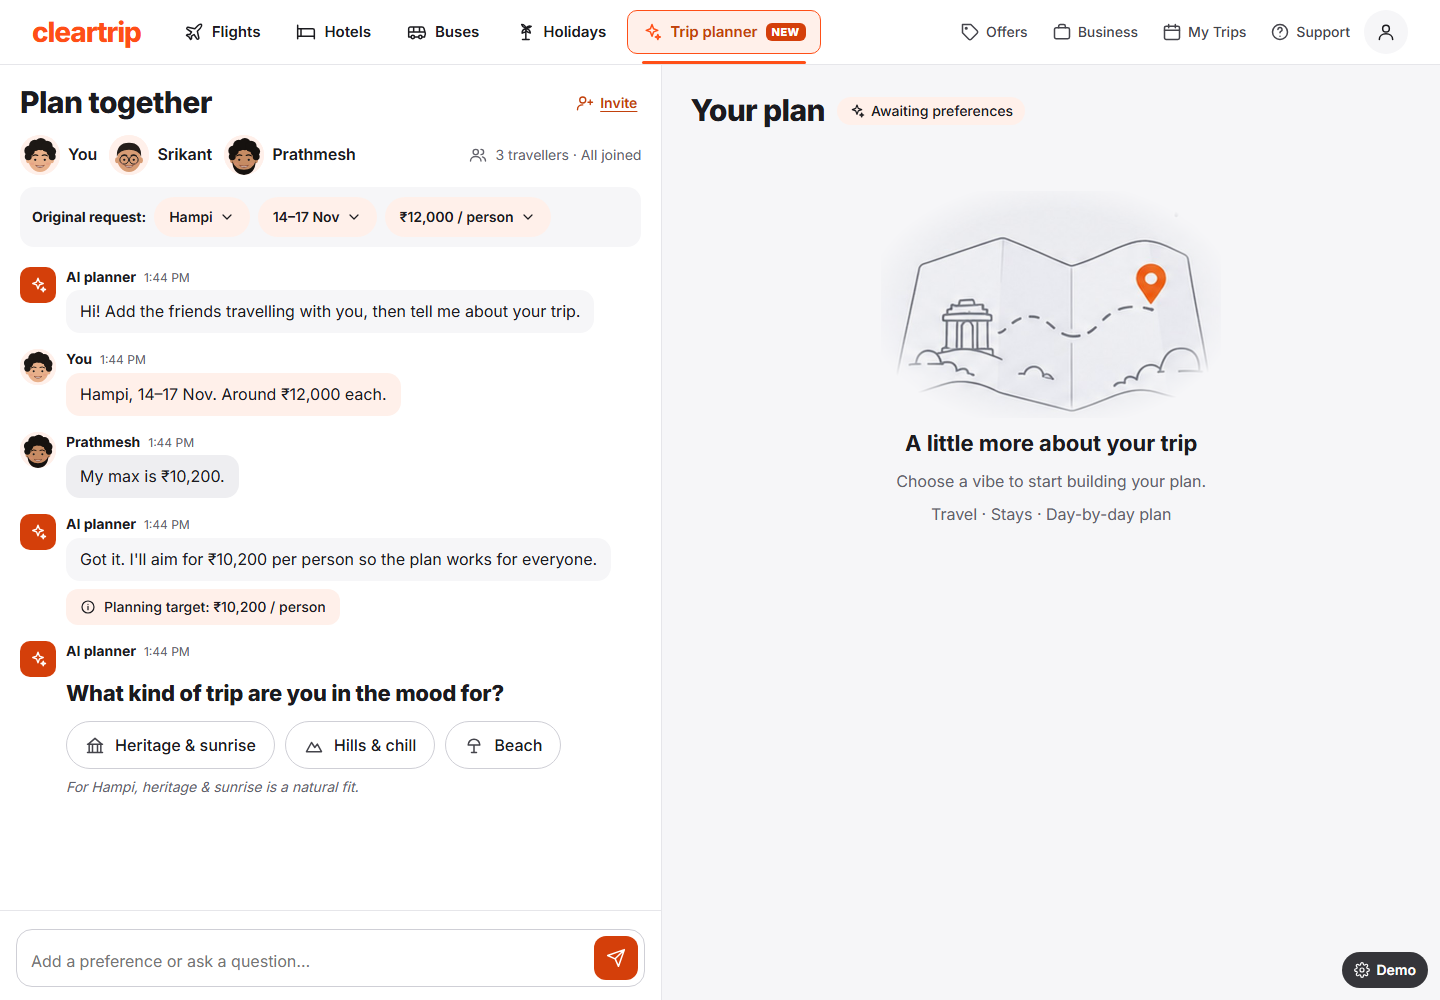 cleartrip
Flights
Hotels
Buses
Holidays
Trip planner NEW
Offers
Business
My Trips
Support
Plan together
Invite
You
Srikant
Prathmesh
3 travellers · All joined
Original request:
Hampi
14–17 Nov
₹12,000 / person
AI planner 1:44 PM
Hi! Add the friends travelling with you, then tell me about your trip.
You 1:44 PM
Hampi, 14–17 Nov. Around ₹12,000 each.
Prathmesh 1:44 PM
My max is ₹10,200.
AI planner 1:44 PM
Got it. I'll aim for ₹10,200 per person so the plan works for everyone.
Planning target: ₹10,200 / person
AI planner 1:44 PM
What kind of trip are you in the mood for?
Heritage & sunrise
Hills & chill
Beach
For Hampi, heritage & sunrise is a natural fit.
Add a preference or ask a question...
Your plan
Awaiting preferences
A little more about your trip
Choose a vibe to start building your plan.
Travel · Stays · Day-by-day plan
Demo